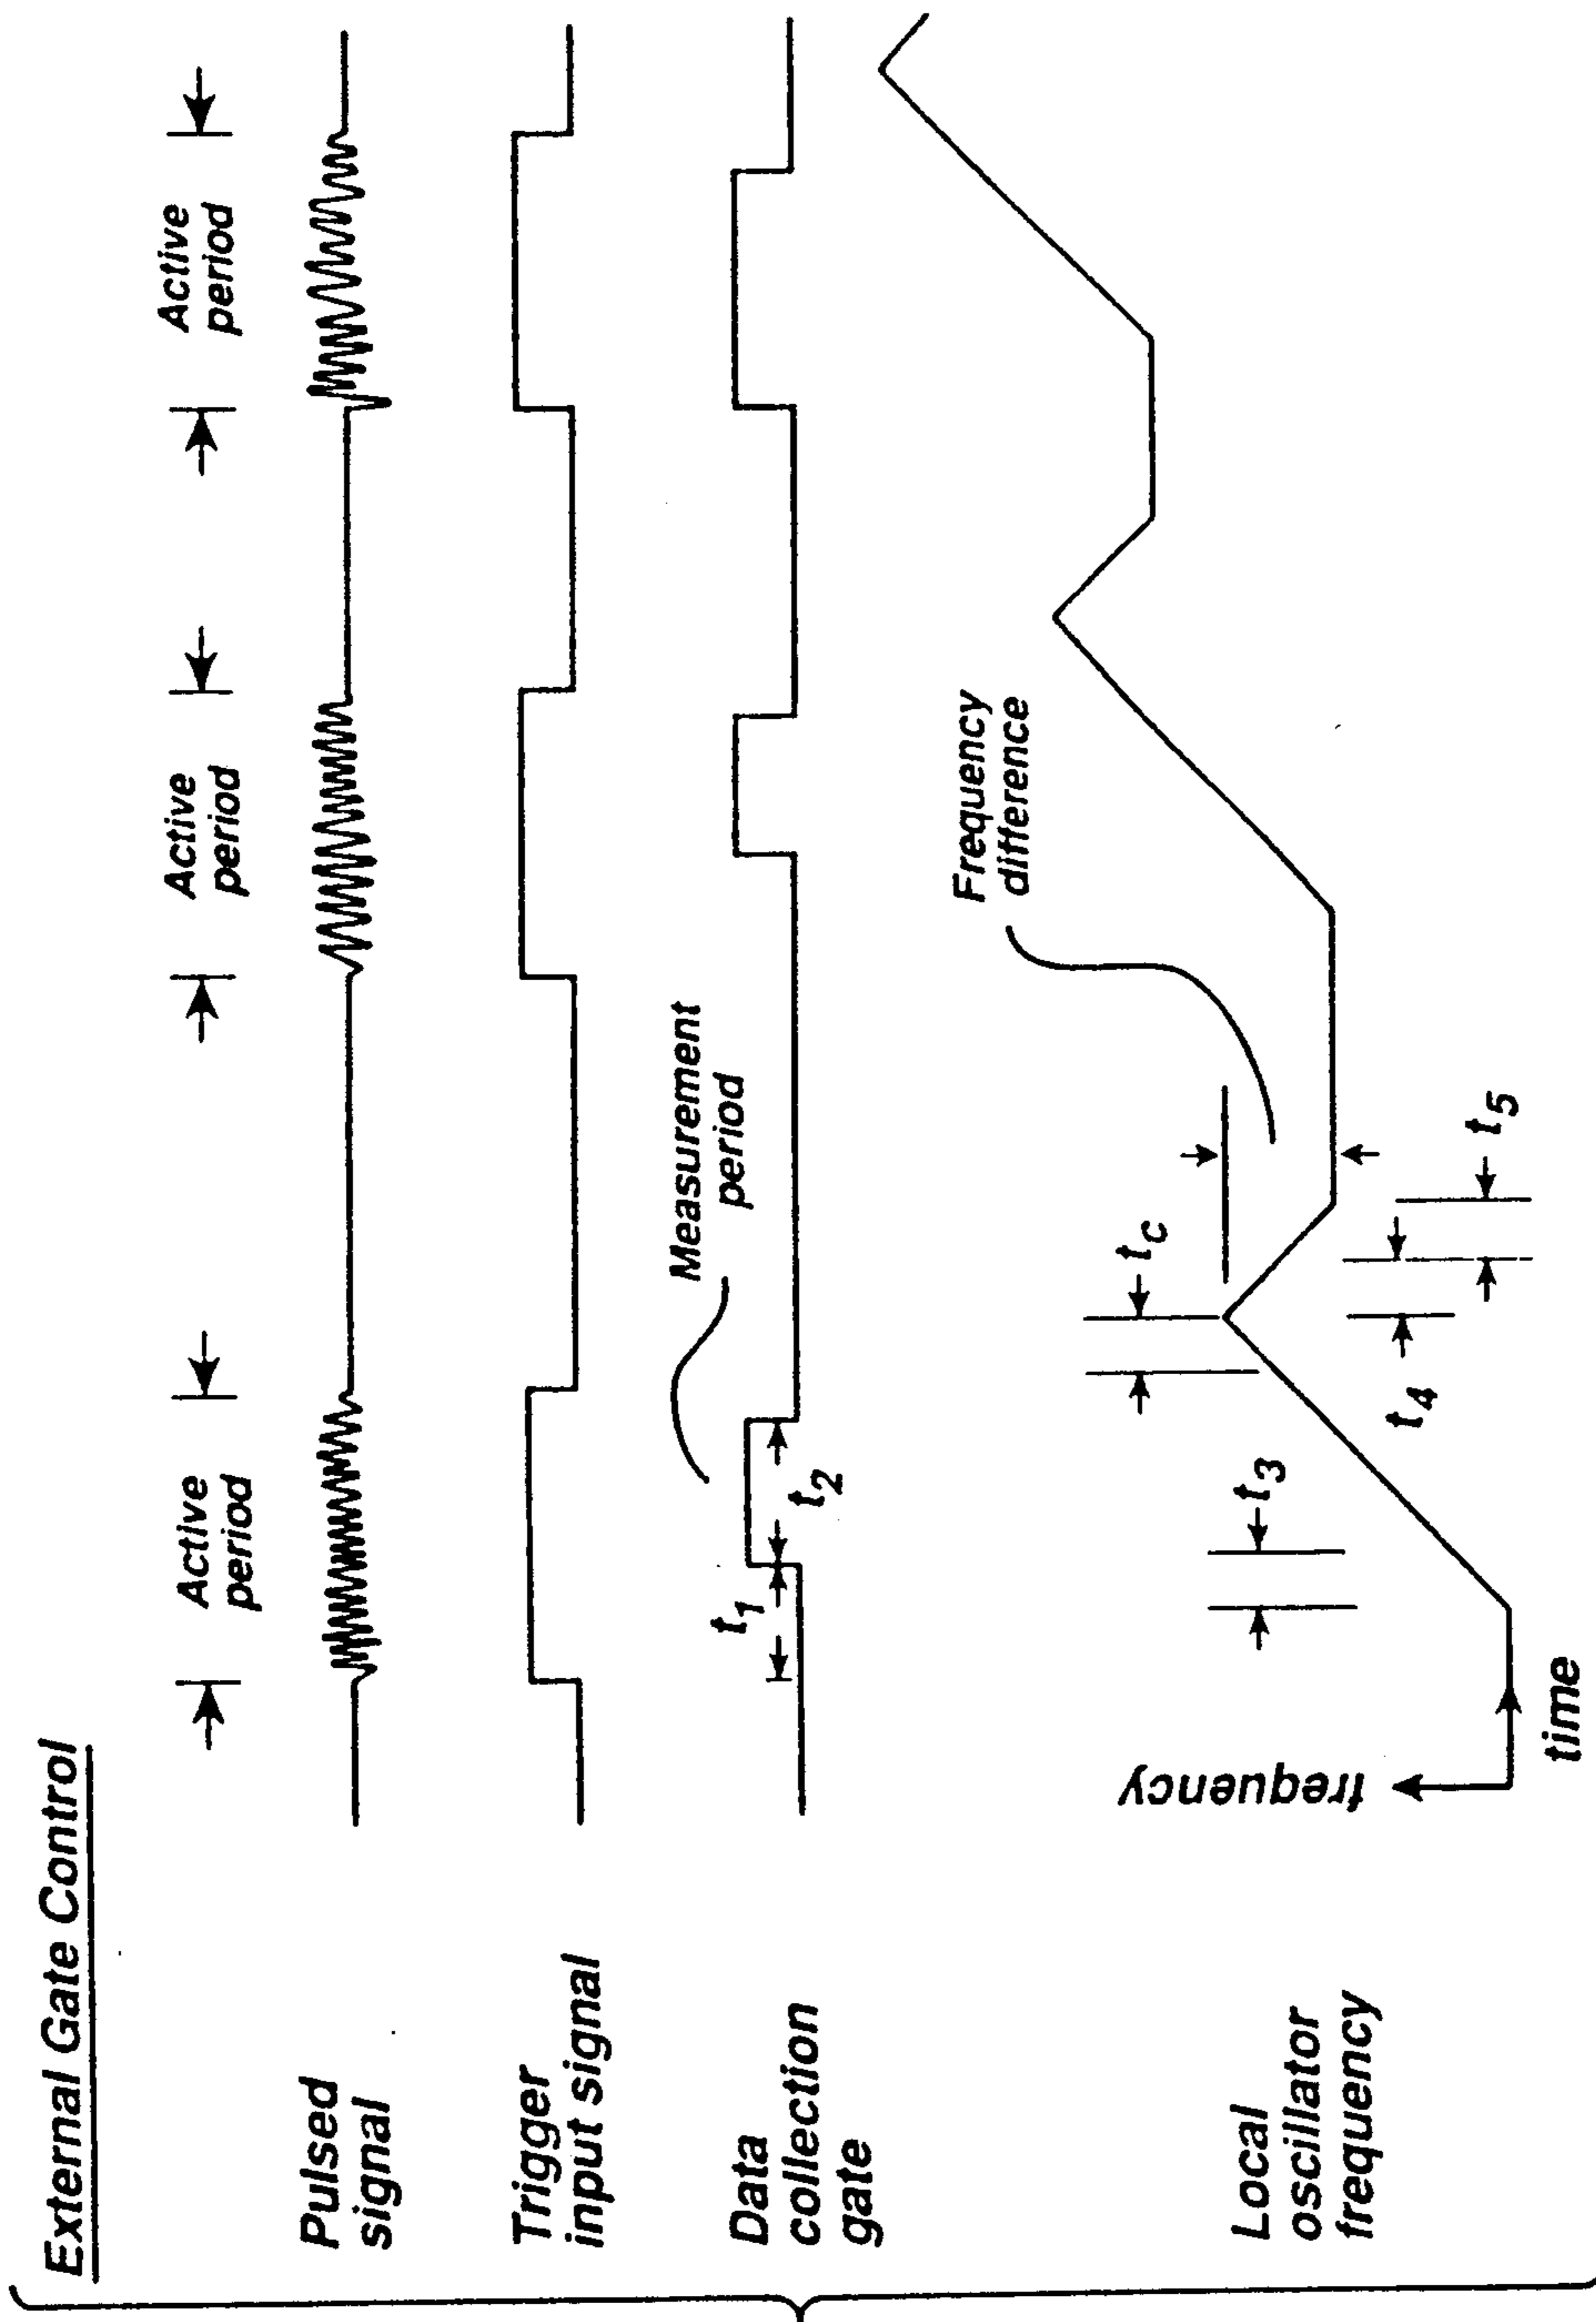 External Gate Control
Active
period
Active
period
Active
period
Pulsed
signal
Trigger
input signal
Measurement
period
Data
collection
gate
t1
t2
Frequency
difference
Local
oscillator
frequency
frequency
time
t3
tc
t4
t5